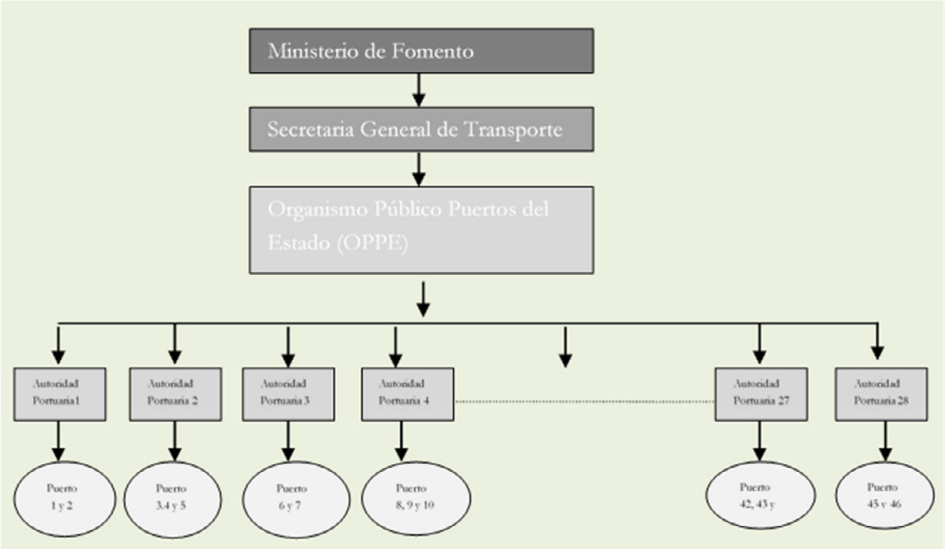 Ministerio de Fomento
Secretaria General de Transporte
Organismo Público Puertos del
Estado (OPPE)
Autoridad
Portuaria1
Autoridad
Portuaria 2
Autoridad
Portuaria 3
Autoridad
Portuaria 4
Autoridad
Portuaria 27
Autoridad
Portuaria 28
Puerto
1 y 2
Puerto
3.4 y 5
Puerto
6 y 7
Puerto
8, 9 y 10
Puerto
42, 43 y
Puerto
45 y 46